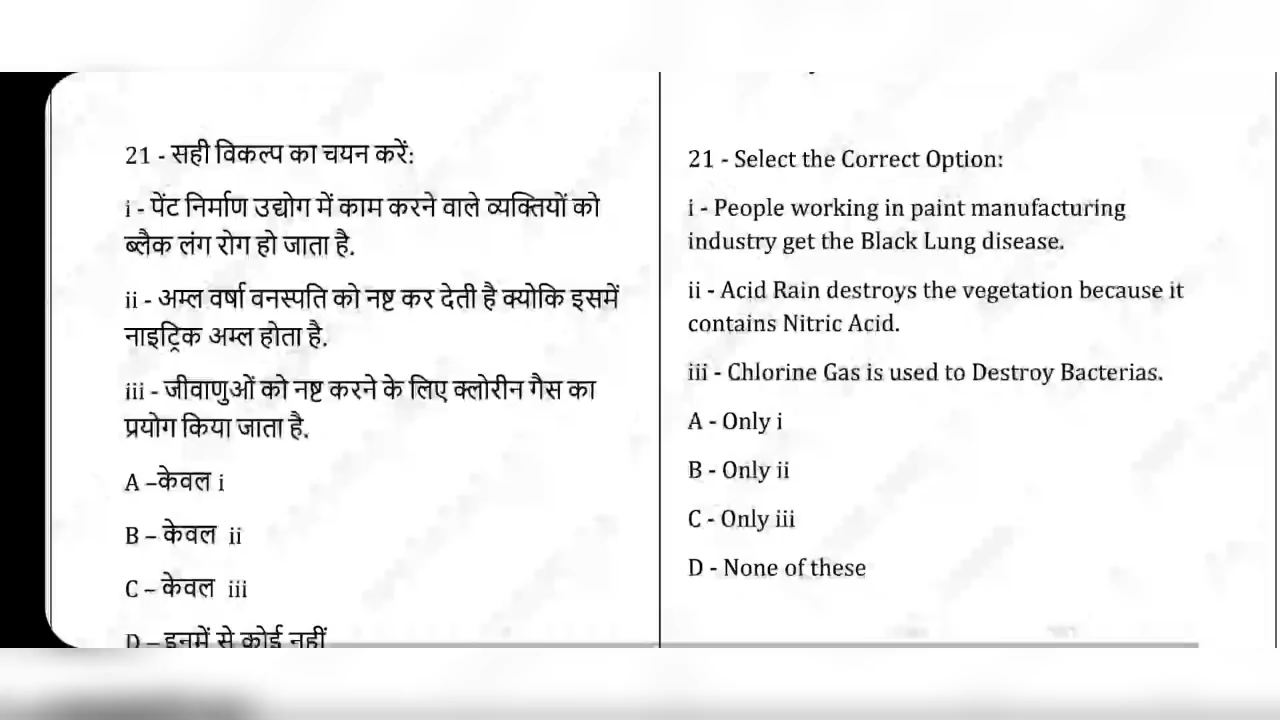 21 - सही विकल्प का चयन करें:
i - पेंट निर्माण उद्योग में काम करने वाले व्यक्तियों को
ब्लैक लंग रोग हो जाता है.
ii - अम्ल वर्षा वनस्पति को नष्ट कर देती है क्योकि इसमें
नाइट्रिक अम्ल होता है.
iii - जीवाणुओं को नष्ट करने के लिए क्लोरीन गैस का
प्रयोग किया जाता है.
A –केवल i
B – केवल ii
C – केवल iii
D – इनमें से कोई नहीं
21 - Select the Correct Option:
i - People working in paint manufacturing
industry get the Black Lung disease.
ii - Acid Rain destroys the vegetation because it
contains Nitric Acid.
iii - Chlorine Gas is used to Destroy Bacterias.
A - Only i
B - Only ii
C - Only iii
D - None of these